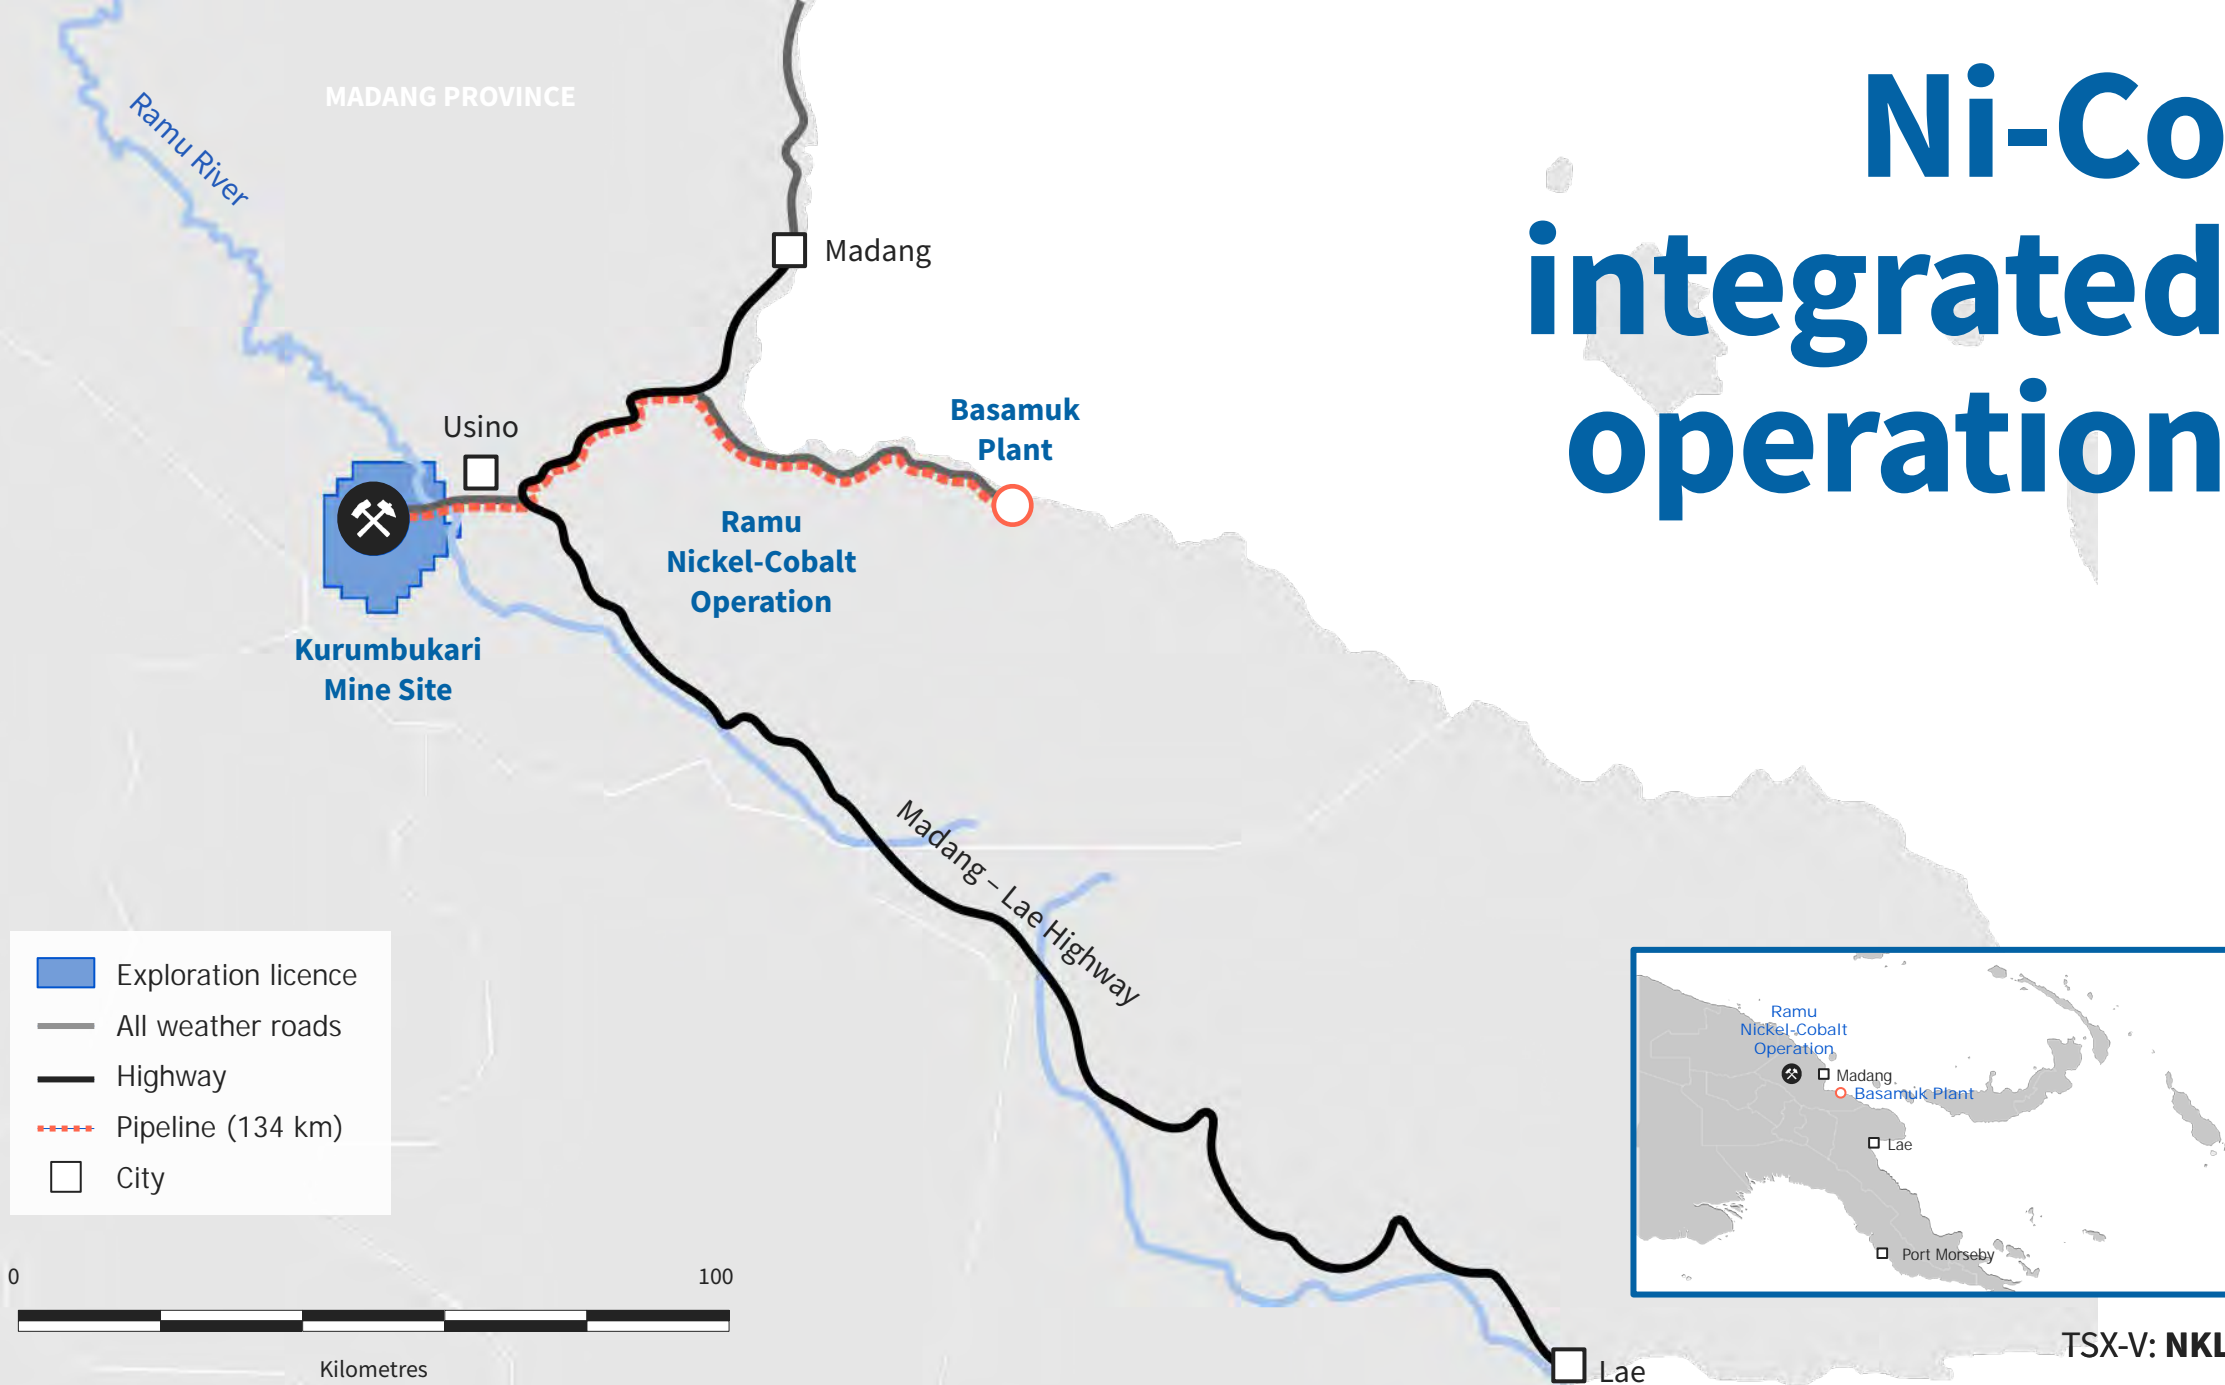 Ni-Co
integrated
operation
MADANG PROVINCE
Ramu River
Madang
Usino
Basamuk
Plant
Ramu
Nickel-Cobalt
Operation
Kurumbukari
Mine Site
Madang – Lae Highway
Exploration licence
All weather roads
Highway
Pipeline (134 km)
City
0
100
Kilometres
Lae
Ramu
Nickel-Cobalt
Operation
Madang
Basamuk Plant
Lae
Port Morseby
TSX-V: NKL